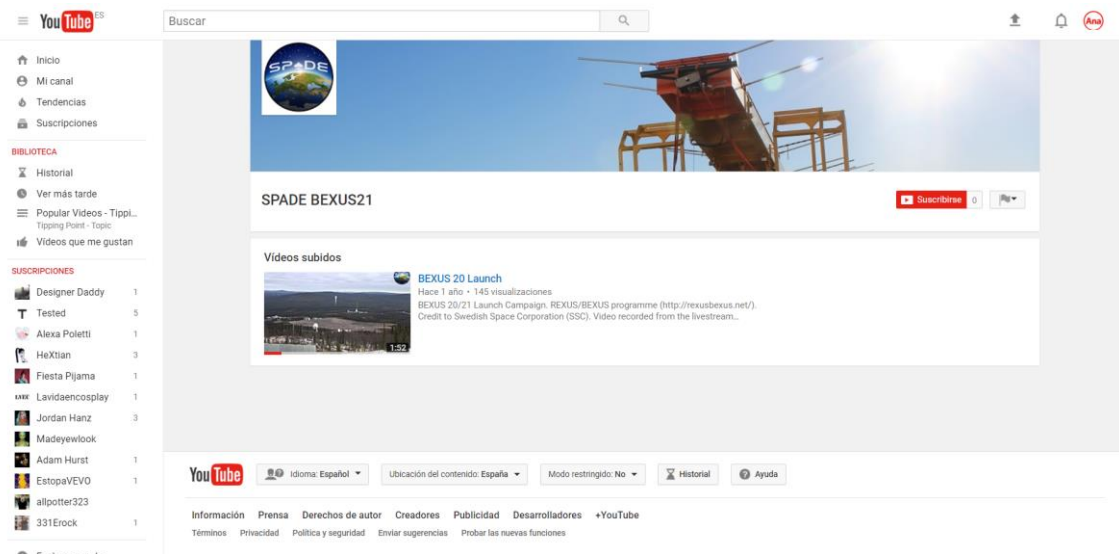 YouTube ES
Buscar
Ana
Inicio
Mi canal
Tendencias
Suscripciones
BIBLIOTECA
Historial
Ver más tarde
Popular Videos - Tippi...
Tipping Point - Topic
Vídeos que me gustan
SUSCRIPCIONES
Designer Daddy 1
Tested 5
Alexa Poletti 1
HeXtian 3
Fiesta Pijama 1
Lavidaencosplay 1
Jordan Hanz 3
Madeyewlook
Adam Hurst 1
EstopaVEVO 1
allpotter323
331Erock 1
SPADE
SPADE BEXUS21
Suscribirse 0
Vídeos subidos
1:52
BEXUS 20 Launch
Hace 1 año • 145 visualizaciones
BEXUS 20/21 Launch Campaign. REXUS/BEXUS programme (http://rexusbexus.net/).
Credit to Swedish Space Corporation (SSC). Video recorded from the livestream...
YouTube
Idioma: Español
Ubicación del contenido: España
Modo restringido: No
Historial
Ayuda
Información Prensa Derechos de autor Creadores Publicidad Desarrolladores +YouTube
Términos Privacidad Política y seguridad Enviar sugerencias Probar las nuevas funciones